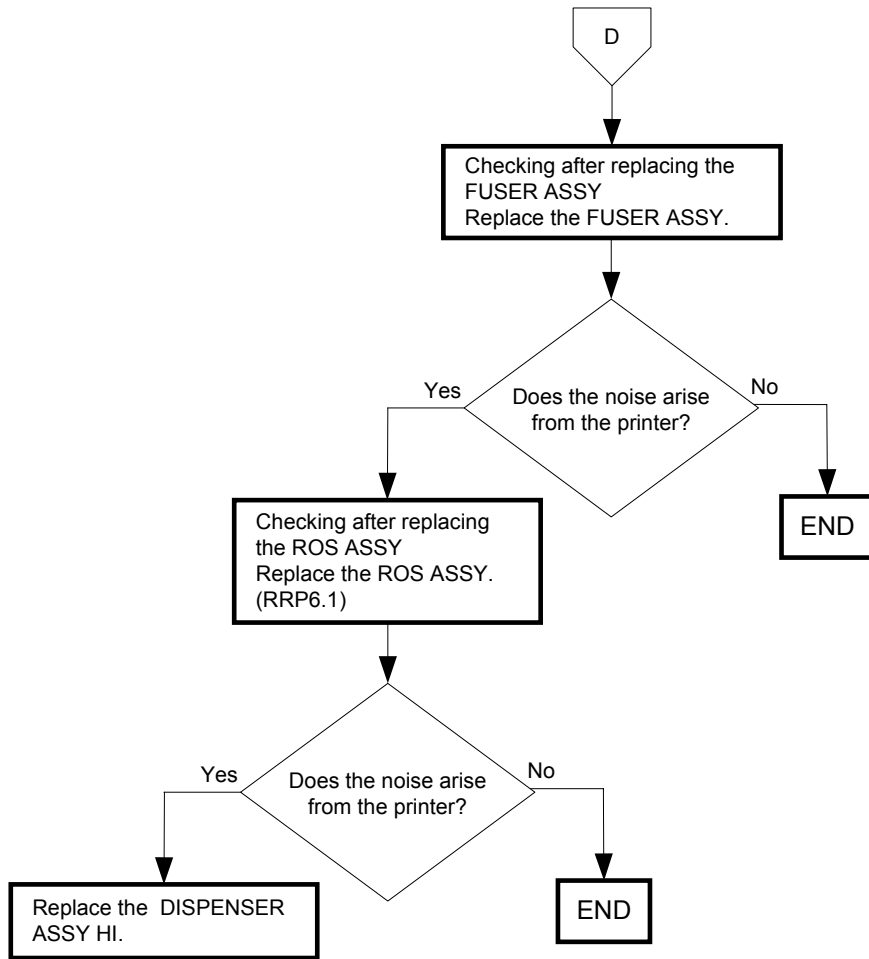 D
Checking after replacing the
FUSER ASSY
Replace the FUSER ASSY.
Does the noise arise
from the printer?
Yes
No
END
Checking after replacing
the ROS ASSY
Replace the ROS ASSY.
(RRP6.1)
Does the noise arise
from the printer?
Yes
No
END
Replace the DISPENSER
ASSY HI.